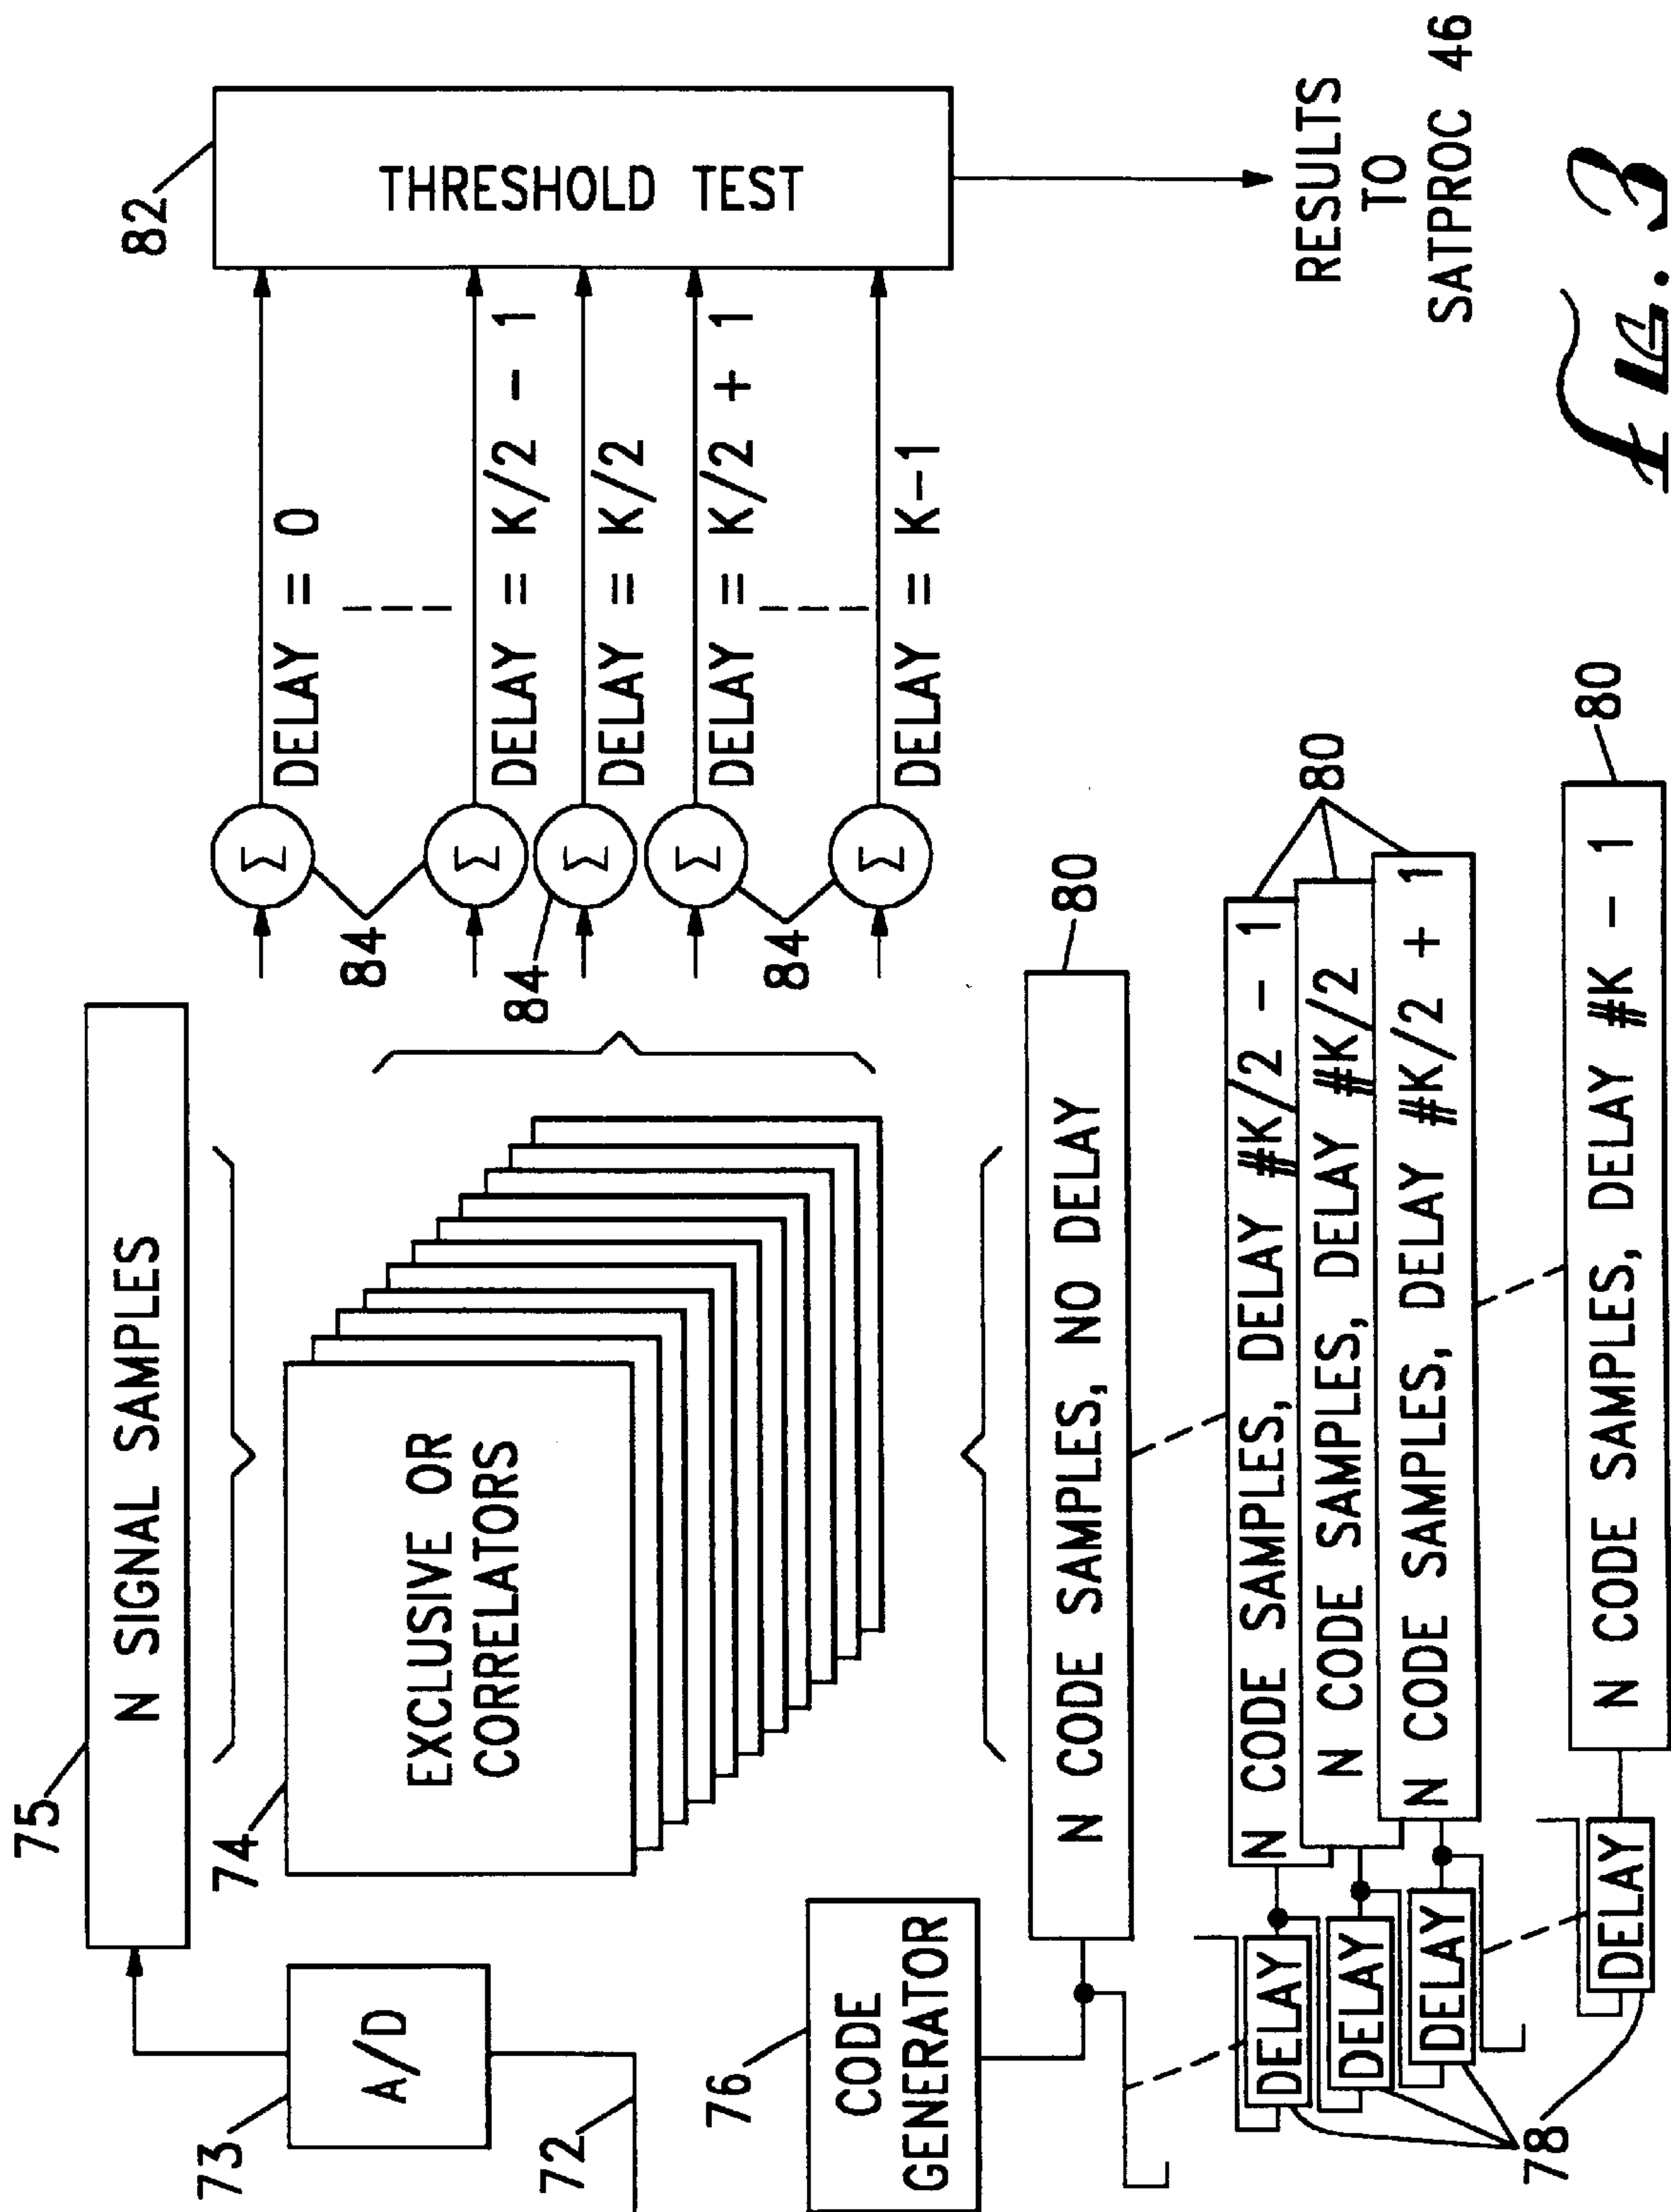 75
N SIGNAL SAMPLES
73
A/D
72
74
EXCLUSIVE OR
CORRELATORS
84
84
84
Σ
Σ
Σ
Σ
Σ
DELAY = 0
DELAY = K/2 - 1
DELAY = K/2
DELAY = K/2 + 1
DELAY = K-1
82
THRESHOLD TEST
RESULTS
TO
SATPROC 46
76
CODE
GENERATOR
N CODE SAMPLES, NO DELAY
80
DELAY
N CODE SAMPLES, DELAY #K/2 - 1
DELAY
N CODE SAMPLES, DELAY #K/2
DELAY
N CODE SAMPLES, DELAY #K/2 + 1
80
DELAY
N CODE SAMPLES, DELAY #K - 1
80
78
FIG. 3